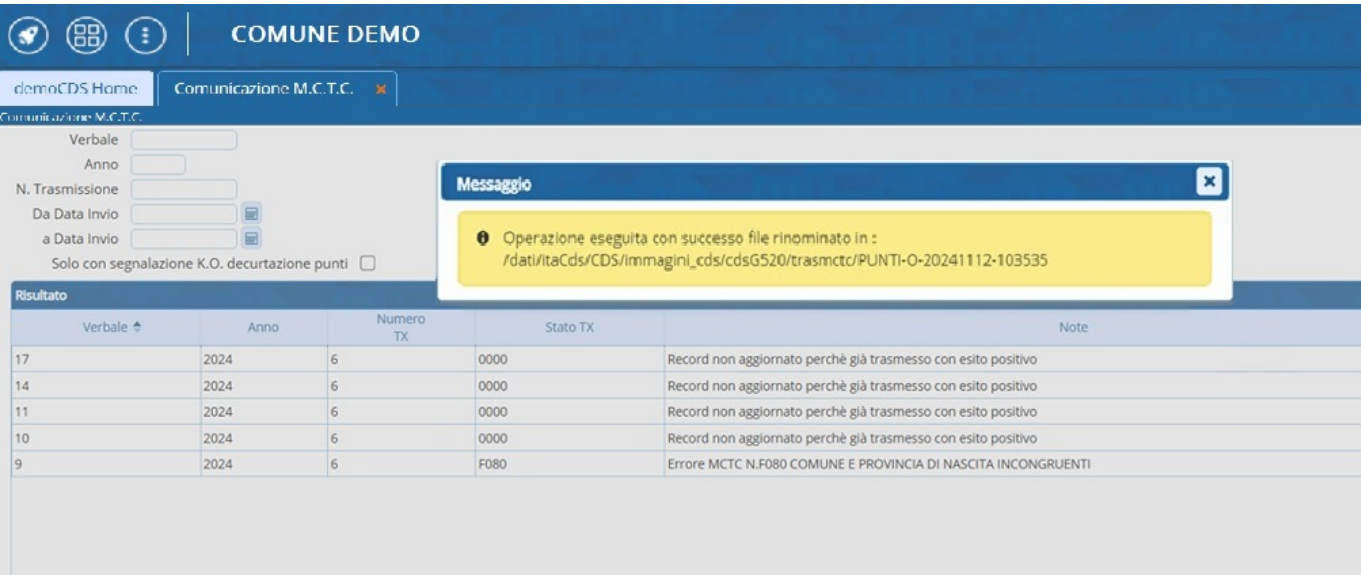 COMUNE DEMO
demoCDS Home
Comunicazione M.C.T.C.
Comunicazione M.C.T.C.
Verbale
Anno
N. Trasmissione
Da Data Invio
a Data Invio
Solo con segnalazione K.O. decurtazione punti
Messaggio
Operazione eseguita con successo file rinominato in :
/dati/itaCds/CDS/immagini_cds/cdsG520/trasmctc/PUNTI-O-20241112-103535
Risultato
Verbale Anno Numero TX Stato TX Note
17 2024 6 0000 Record non aggiornato perchè già trasmesso con esito positivo
14 2024 6 0000 Record non aggiornato perchè già trasmesso con esito positivo
11 2024 6 0000 Record non aggiornato perchè già trasmesso con esito positivo
10 2024 6 0000 Record non aggiornato perchè già trasmesso con esito positivo
9 2024 6 F080 Errore MCTC N.F080 COMUNE E PROVINCIA DI NASCITA INCONGRUENTI